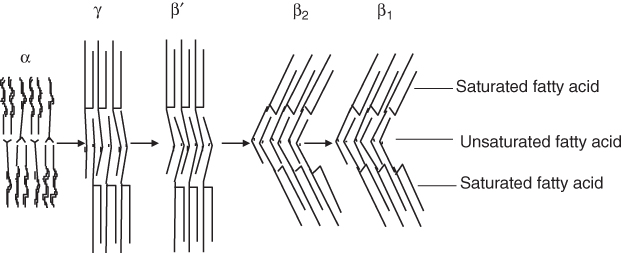 α
γ
β′
β2
β1
Saturated fatty acid
Unsaturated fatty acid
Saturated fatty acid